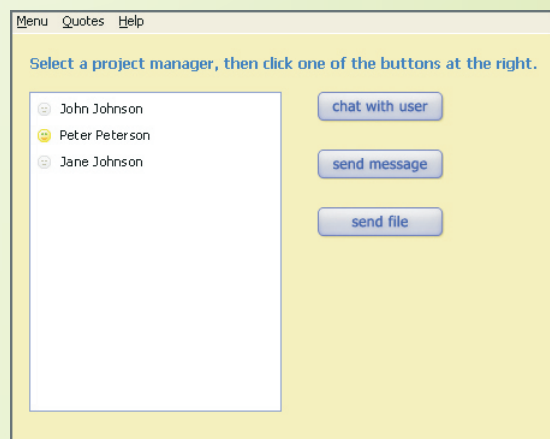 Menu Quotes Help
Select a project manager, then click one of the buttons at the right.
John Johnson
Peter Peterson
Jane Johnson
chat with user
send message
send file